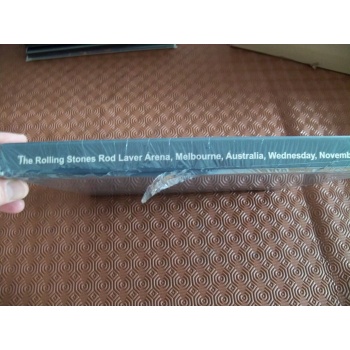 The Rolling Stones Rod Laver Arena, Melbourne, Australia, Wednesday, Novemb